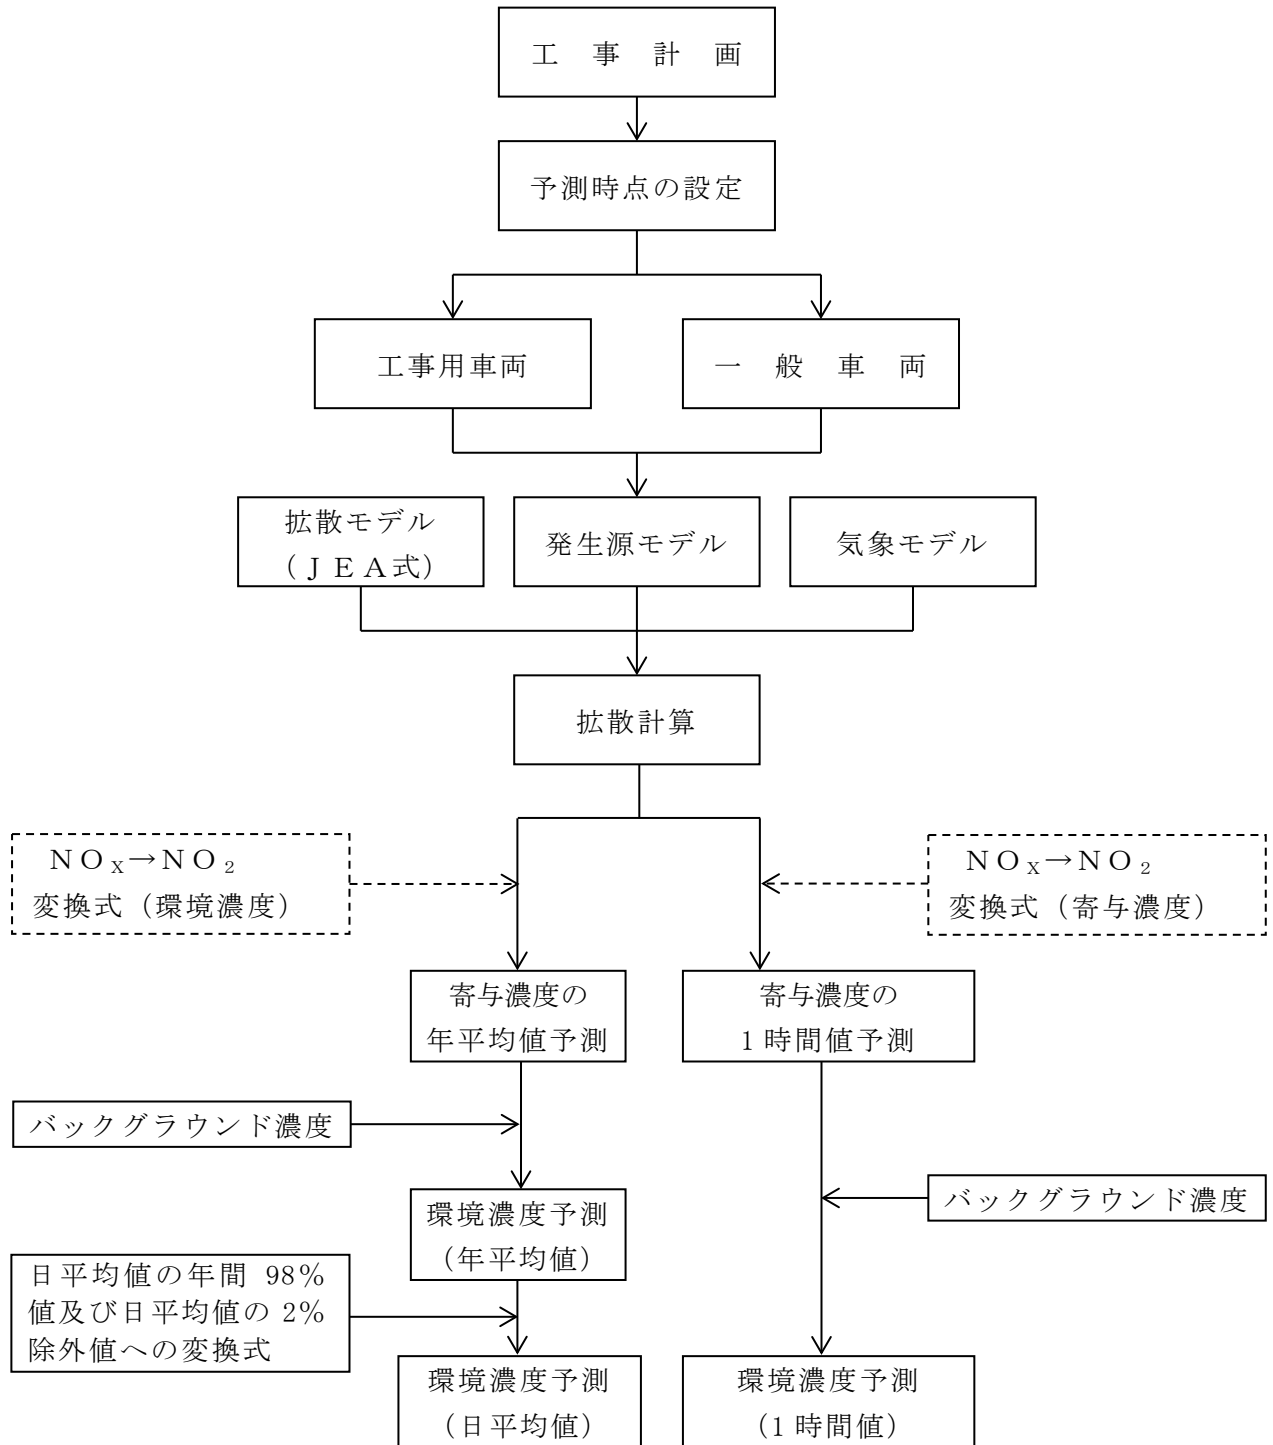 工　事　計　画
予測時点の設定
工事用車両
一　般　車　両
拡散モデル
（ＪＥＡ式）
発生源モデル
気象モデル
拡散計算
ＮＯX→ＮＯ2
変換式（環境濃度）
ＮＯX→ＮＯ2
変換式（寄与濃度）
寄与濃度の
年平均値予測
寄与濃度の
1 時間値予測
バックグラウンド濃度
環境濃度予測
（年平均値）
バックグラウンド濃度
日平均値の年間 98%
値及び日平均値の 2%
除外値への変換式
環境濃度予測
（日平均値）
環境濃度予測
（1 時間値）